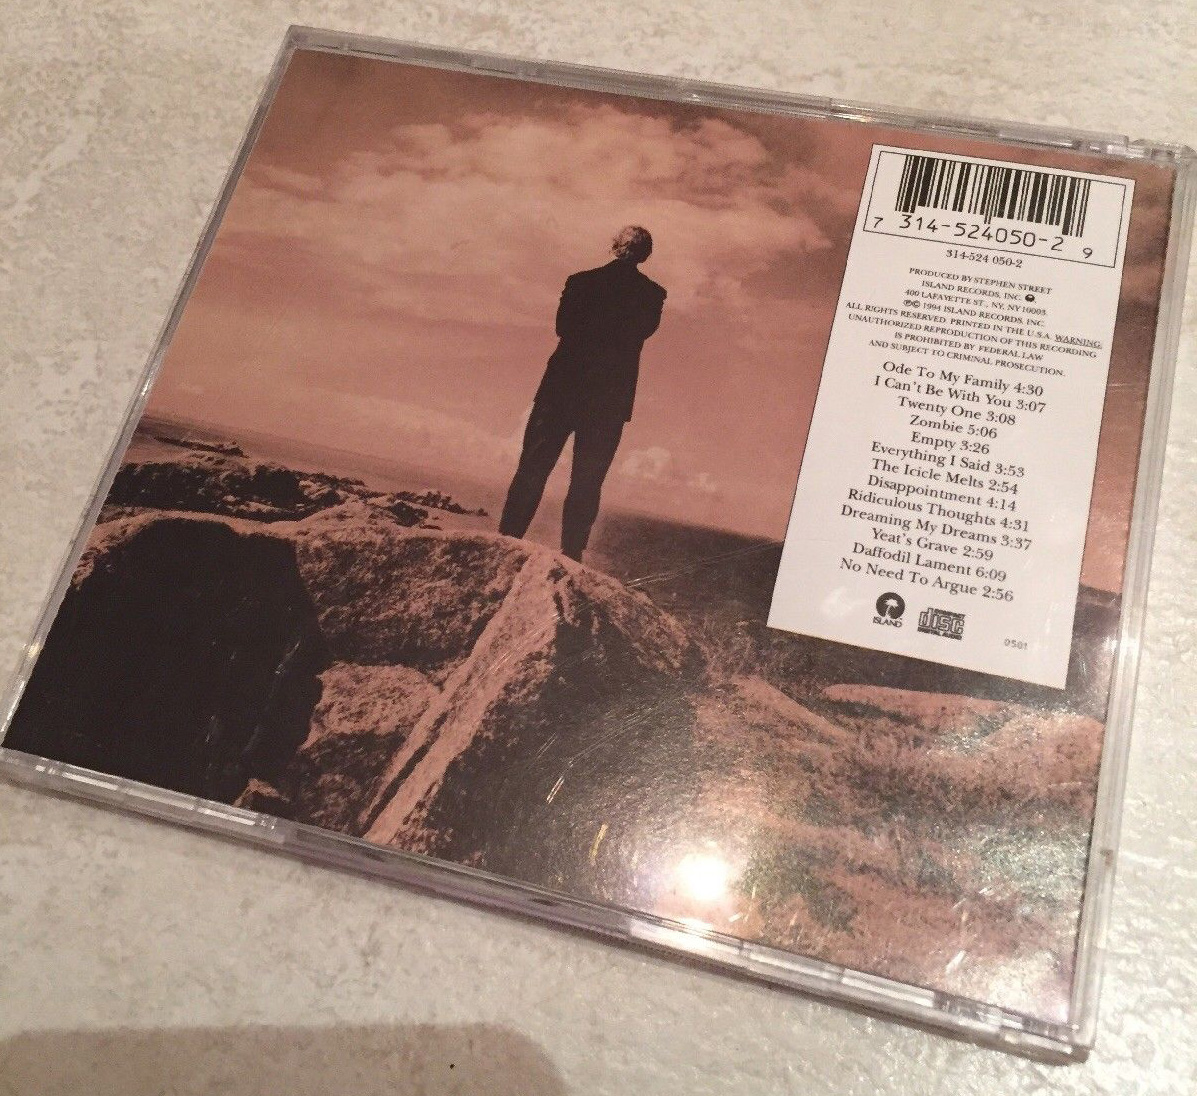 7 314-524050-2 9
314-524 050-2
PRODUCED BY STEPHEN STREET
ISLAND RECORDS, INC.
400 LAFAYETTE ST., NY, NY 10003.
℗© 1994 ISLAND RECORDS, INC.
ALL RIGHTS RESERVED. PRINTED IN THE U.S.A. WARNING:
UNAUTHORIZED REPRODUCTION OF THIS RECORDING
IS PROHIBITED BY FEDERAL LAW
AND SUBJECT TO CRIMINAL PROSECUTION.
Ode To My Family 4:30
I Can't Be With You 3:07
Twenty One 3:08
Zombie 5:06
Empty 3:26
Everything I Said 3:53
The Icicle Melts 2:54
Disappointment 4:14
Ridiculous Thoughts 4:31
Dreaming My Dreams 3:37
Yeat's Grave 2:59
Daffodil Lament 6:09
No Need To Argue 2:56
ISLAND
COMPACT
disc
DIGITAL AUDIO
0501